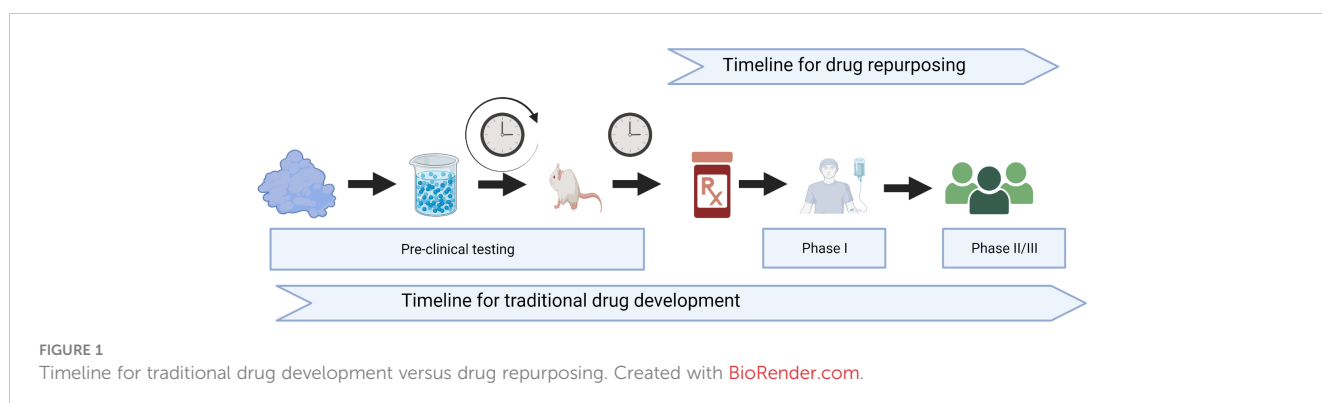 Timeline for drug repurposing
Rx
Pre-clinical testing
Phase I
Phase II/III
Timeline for traditional drug development
FIGURE 1
Timeline for traditional drug development versus drug repurposing. Created with BioRender.com.